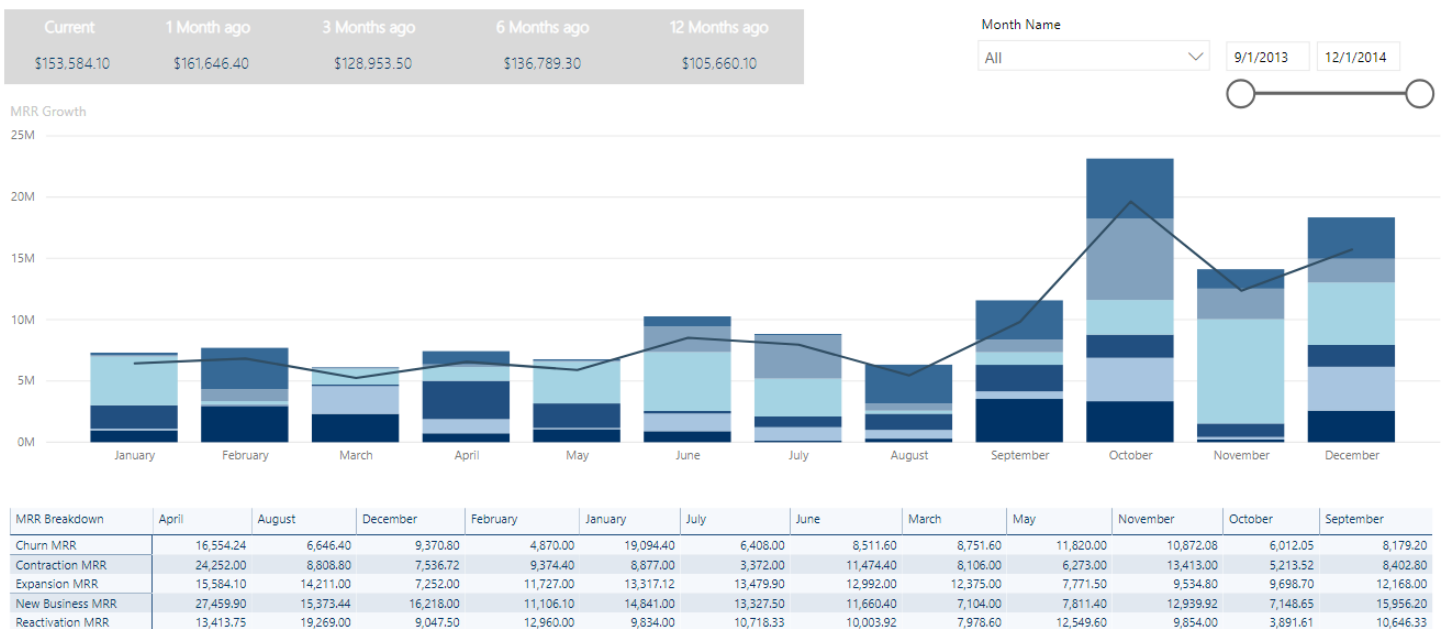 Current 1 Month ago 3 Months ago 6 Months ago 12 Months ago
$153,584.10 $161,646.40 $128,953.50 $136,789.30 $105,660.10
Month Name
All
9/1/2013 12/1/2014
MRR Growth
25M
20M
15M
10M
5M
0M
January February March April May June July August September October November December
MRR Breakdown April August December February January July June March May November October September
Churn MRR 16,554.24 6,646.40 9,370.80 4,870.00 19,094.40 6,408.00 8,511.60 8,751.60 11,820.00 10,872.08 6,012.05 8,179.20
Contraction MRR 24,252.00 8,808.80 7,536.72 9,374.40 8,877.00 3,372.00 11,474.40 8,106.00 6,273.00 13,413.00 5,213.52 8,402.80
Expansion MRR 15,584.10 14,211.00 7,252.00 11,727.00 13,317.12 13,479.90 12,992.00 12,375.00 7,771.50 9,534.80 9,698.70 12,168.00
New Business MRR 27,459.90 15,373.44 16,218.00 11,106.10 14,841.00 13,327.50 11,660.40 7,104.00 7,811.40 12,939.92 7,148.65 15,956.20
Reactivation MRR 13,413.75 19,269.00 9,047.50 12,960.00 9,834.00 10,718.33 10,003.92 7,978.60 12,549.60 9,854.00 3,891.61 10,646.33